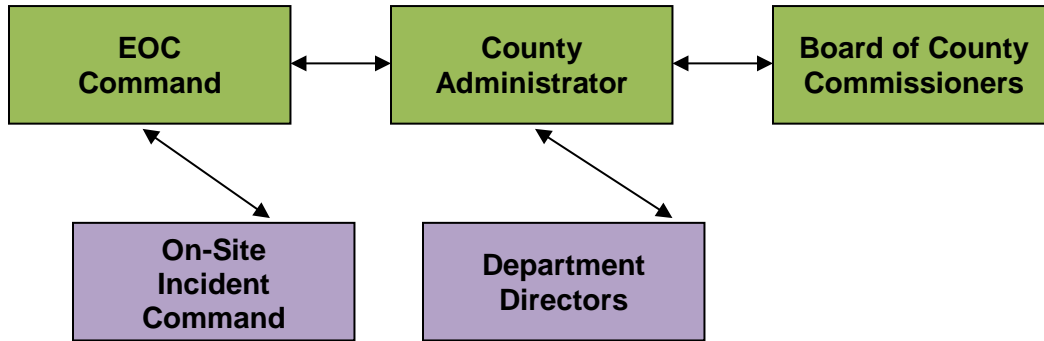 EOC
Command
County
Administrator
Board of County
Commissioners
On-Site
Incident
Command
Department
Directors